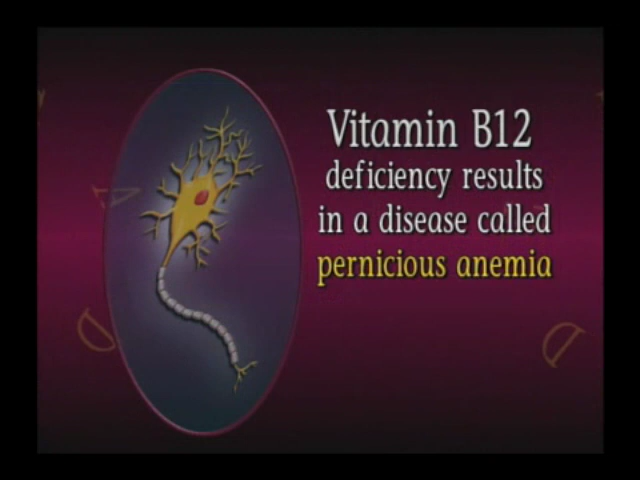 Vitamin B12
deficiency results
in a disease called
pernicious anemia
A
D
D